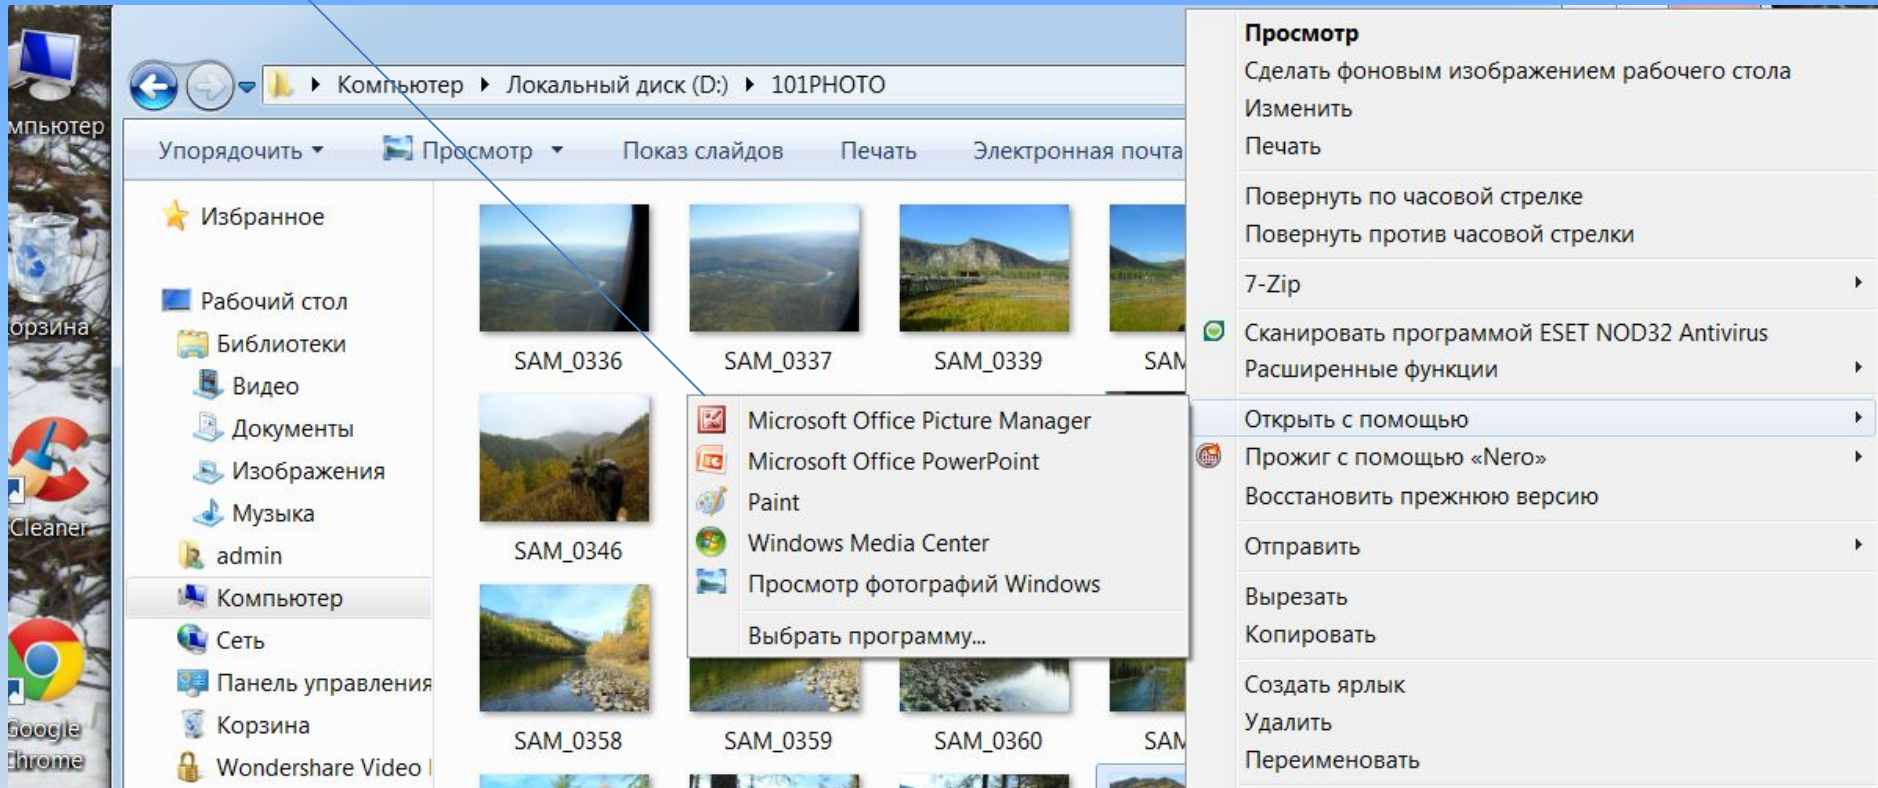 Компьютер Локальный диск (D:) 101PHOTO
Упорядочить Просмотр Показ слайдов Печать Электронная почта
мпьютер
орзина
Cleaner
Google
Chrome
Избранное
Рабочий стол
Библиотеки
Видео
Документы
Изображения
Музыка
admin
Компьютер
Сеть
Панель управления
Корзина
Wondershare Video
SAM_0336 SAM_0337 SAM_0339 SAM
SAM_0346
SAM_0358 SAM_0359 SAM_0360 SAM
Microsoft Office Picture Manager
Microsoft Office PowerPoint
Paint
Windows Media Center
Просмотр фотографий Windows
Выбрать программу...
Просмотр
Сделать фоновым изображением рабочего стола
Изменить
Печать
Повернуть по часовой стрелке
Повернуть против часовой стрелки
7-Zip
Сканировать программой ESET NOD32 Antivirus
Расширенные функции
Открыть с помощью
Прожиг с помощью «Nero»
Восстановить прежнюю версию
Отправить
Вырезать
Копировать
Создать ярлык
Удалить
Переименовать